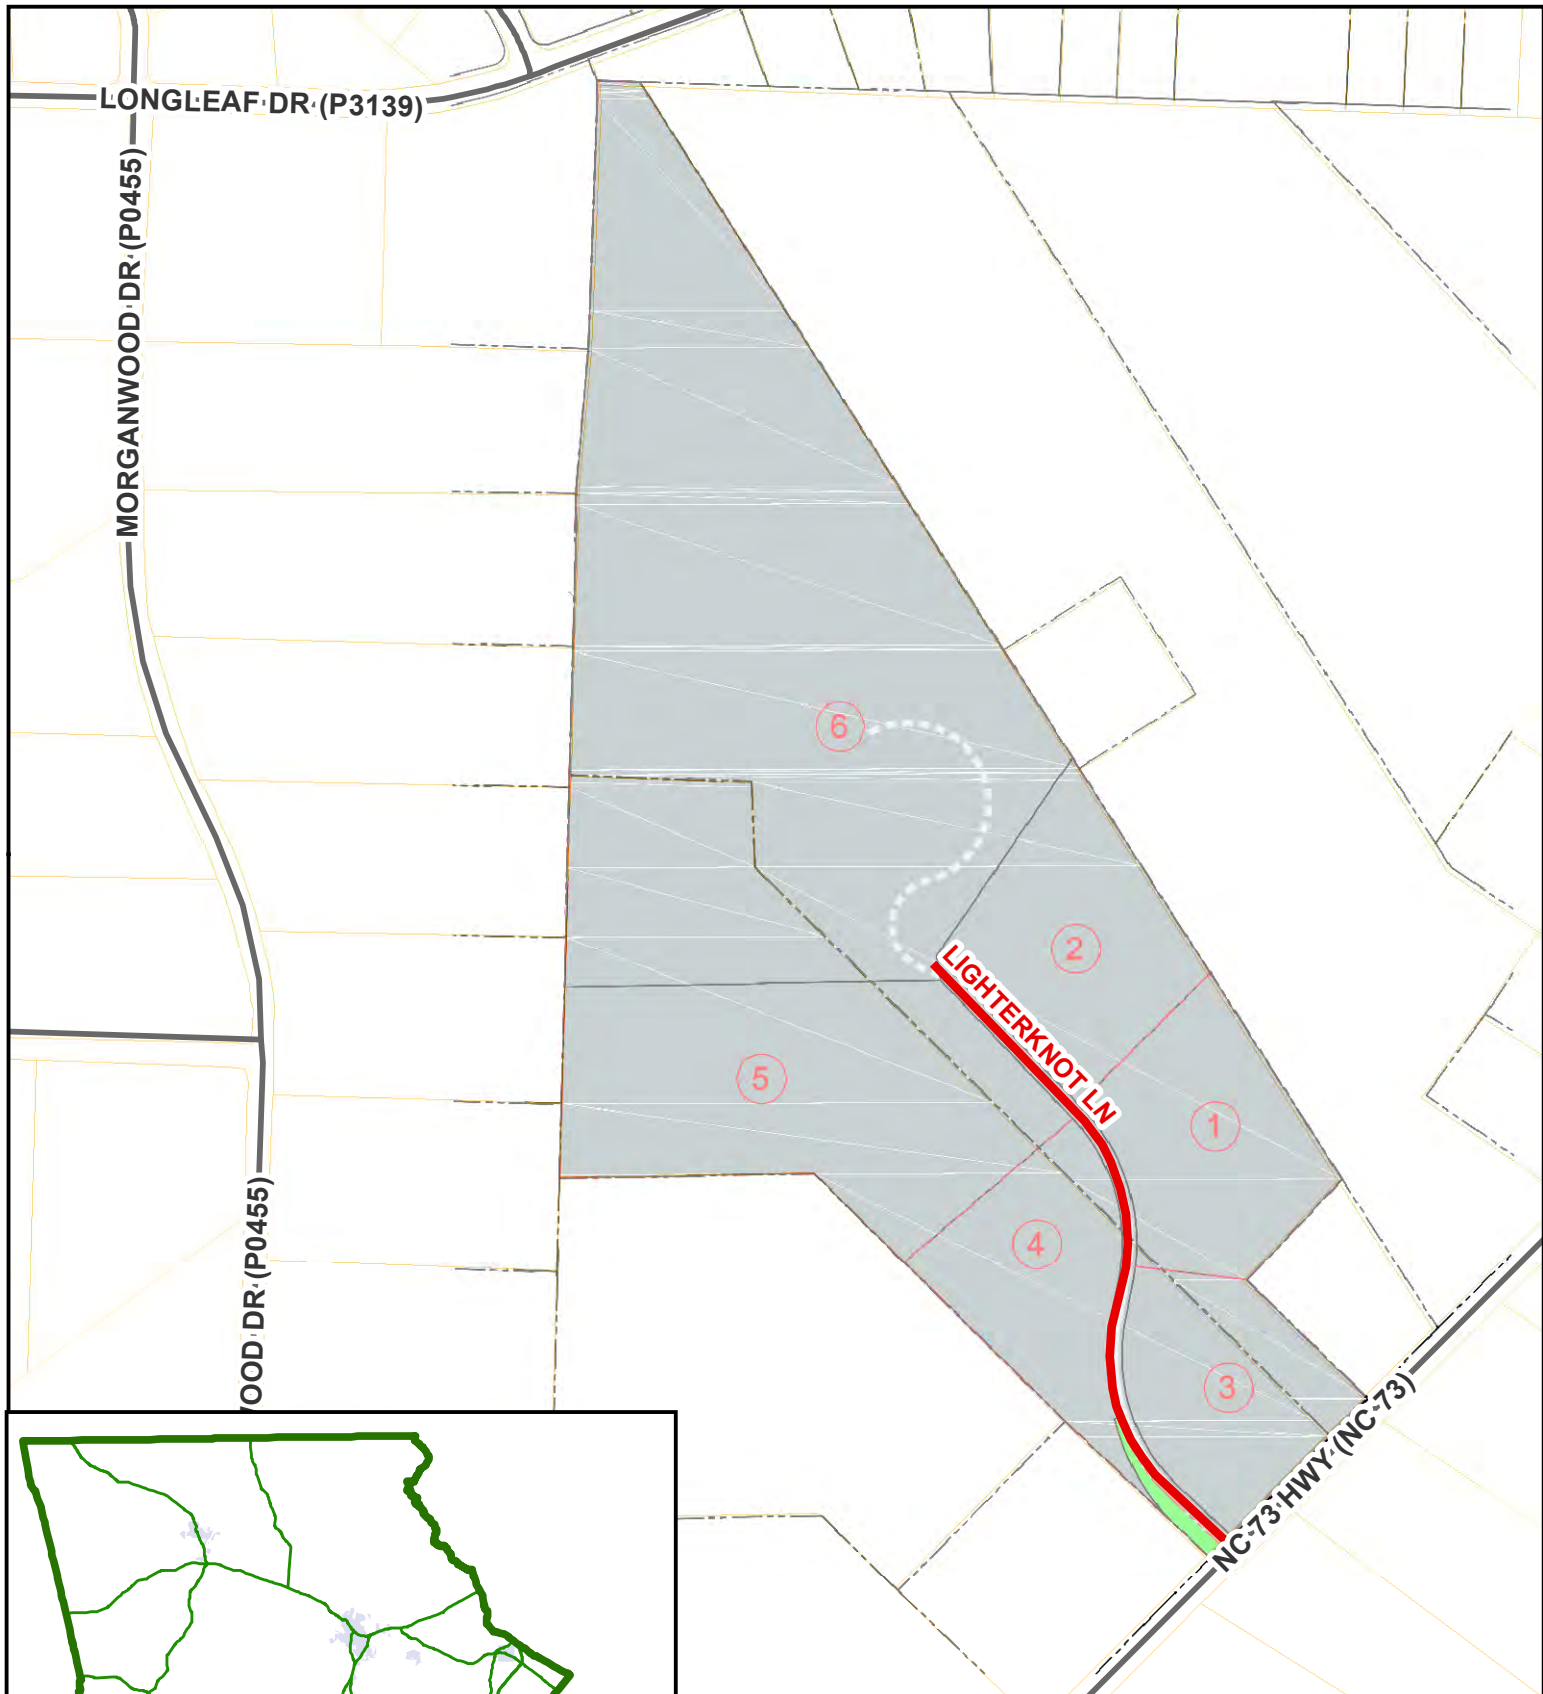 LONGLEAF DR (P3139)
MORGANWOOD DR (P0455)
6
2
LIGHTERKNOT LN
5
1
4
3
WOOD DR (P0455)
NC-73 HWY (NC-73)